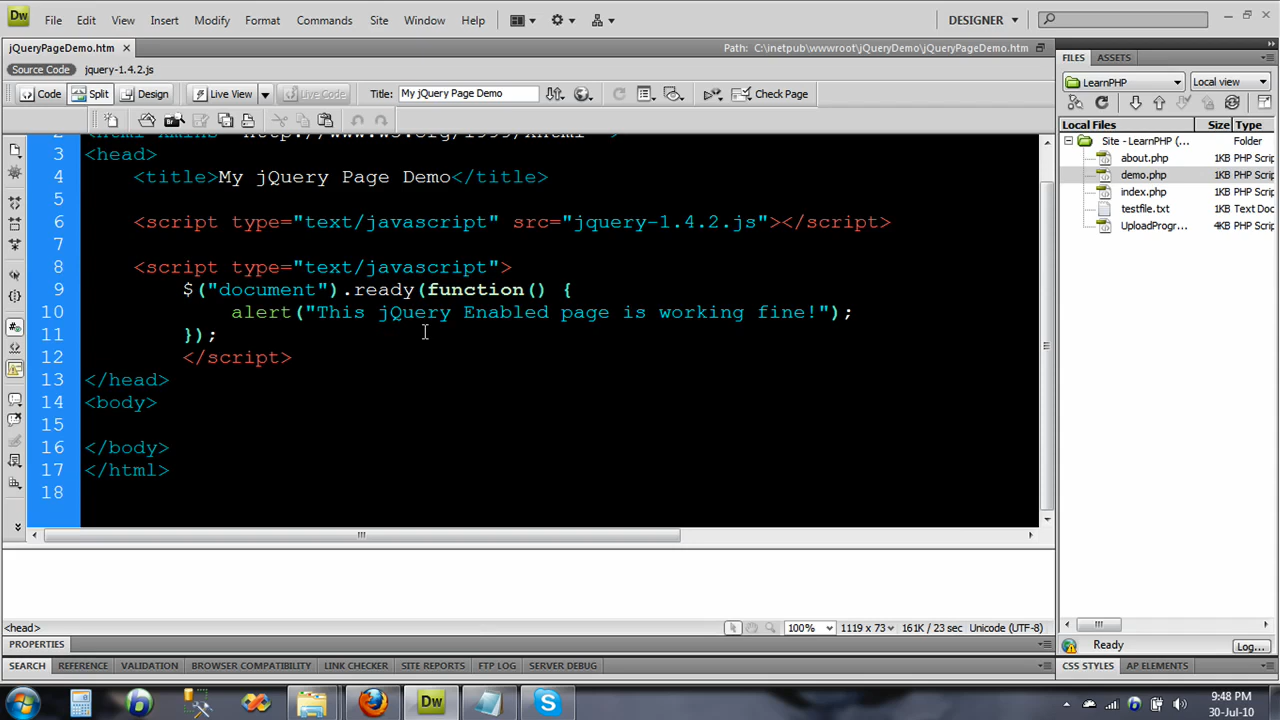 Dw File Edit View Insert Modify Format Commands Site Window Help DESIGNER
jQueryPageDemo.htm × Path: C:\inetpub\wwwroot\jQueryDemo\jQueryPageDemo.htm
Source Code jquery-1.4.2.js
Code Split Design Live View Live Code Title: My jQuery Page Demo Check Page
3 <head>
4 <title>My jQuery Page Demo</title>
5
6 <script type="text/javascript" src="jquery-1.4.2.js"></script>
7
8 <script type="text/javascript">
9 $("document").ready(function() {
10 alert("This jQuery Enabled page is working fine!");
11 });
12 </script>
13 </head>
14 <body>
15
16 </body>
17 </html>
18
<head> 100% 1119 x 73 161K / 23 sec Unicode (UTF-8)
PROPERTIES
SEARCH REFERENCE VALIDATION BROWSER COMPATIBILITY LINK CHECKER SITE REPORTS FTP LOG SERVER DEBUG
FILES ASSETS
LearnPHP Local view
Local Files Size Type
Site - LearnPHP (... Folder
about.php 1KB PHP Scrip
demo.php 1KB PHP Scrip
index.php 1KB PHP Scrip
testfile.txt 1KB Text Doc
UploadProgr... 4KB PHP Scrip
Ready Log...
CSS STYLES AP ELEMENTS
Dw
9:48 PM
30-Jul-10